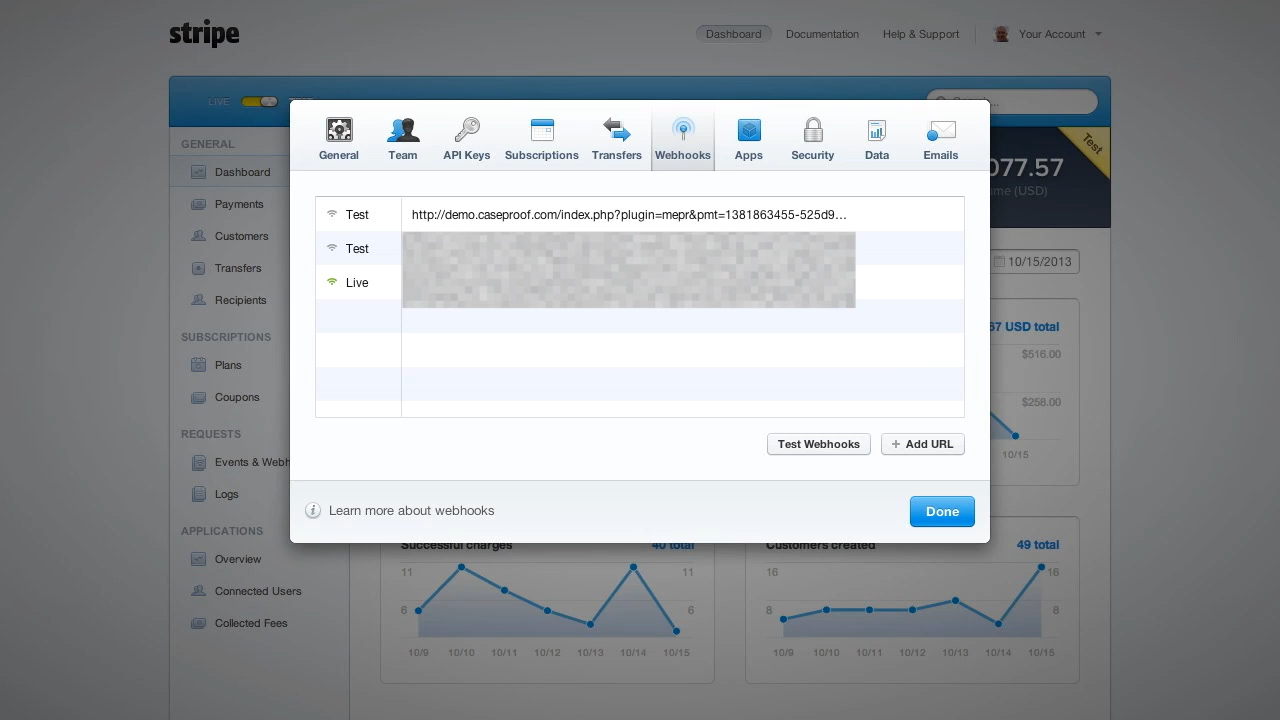 stripe
Dashboard Documentation Help & Support Your Account
LIVE
General Team API Keys Subscriptions Transfers Webhooks Apps Security Data Emails
GENERAL
Dashboard
Payments
Customers
Transfers
Recipients
SUBSCRIPTIONS
Plans
Coupons
REQUESTS
Events & Webh
Logs
APPLICATIONS
Overview
Connected Users
Collected Fees
Test http://demo.caseproof.com/index.php?plugin=mepr&pmt=1381863455-525d9...
Test
Live
Test Webhooks + Add URL
Learn more about webhooks
Done
Test
077.57
me (USD)
10/15/2013
57 USD total
$516.00
$258.00
10/15
Successful charges 40 total
11 11
6 6
10/9 10/10 10/11 10/12 10/13 10/14 10/15
Customers created 49 total
16 16
8 8
10/9 10/10 10/11 10/12 10/13 10/14 10/15